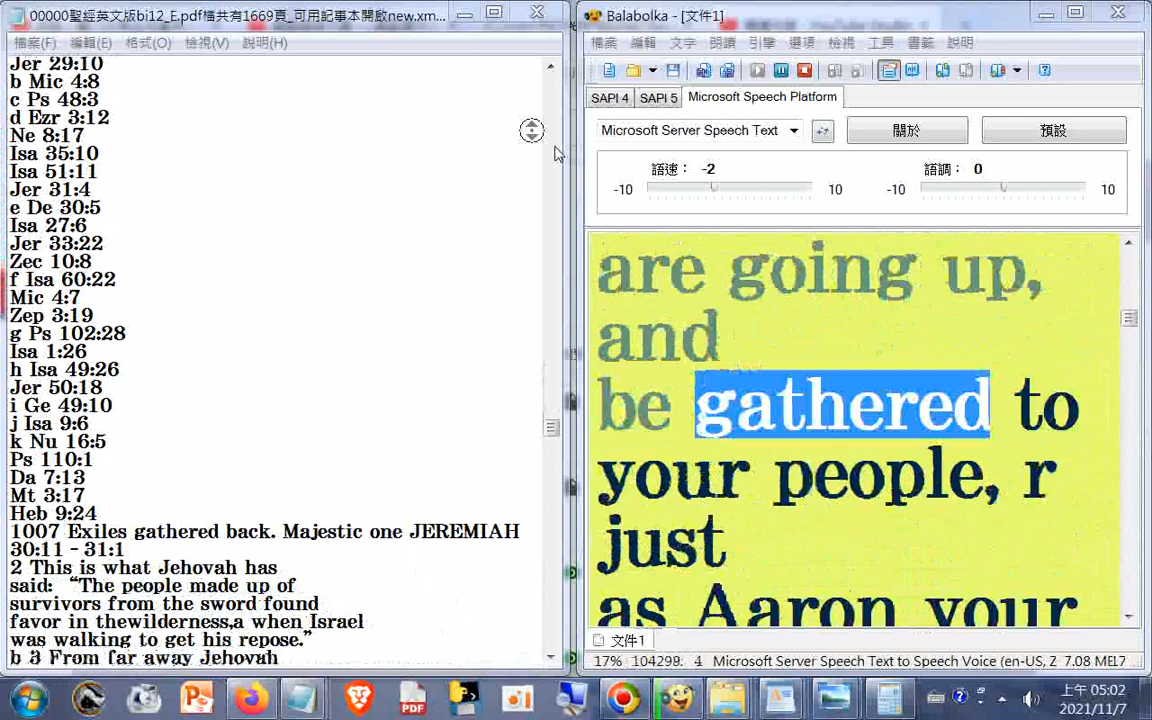 00000聖經英文版bi12_E.pdf檔共有1669頁_可用記事本開啟new.xm...
檔案(F) 編輯(E) 格式(O) 檢視(V) 說明(H)
Jer 29:10
b Mic 4:8
c Ps 48:3
d Ezr 3:12
Ne 8:17
Isa 35:10
Isa 51:11
Jer 31:4
e De 30:5
Isa 27:6
Jer 33:22
Zec 10:8
f Isa 60:22
Mic 4:7
Zep 3:19
g Ps 102:28
Isa 1:26
h Isa 49:26
Jer 50:18
i Ge 49:10
j Isa 9:6
k Nu 16:5
Ps 110:1
Da 7:13
Mt 3:17
Heb 9:24
1007 Exiles gathered back. Majestic one JEREMIAH
30:11 - 31:1
2 This is what Jehovah has
said: “The people made up of
survivors from the sword found
favor in thewilderness,a when Israel
was walking to get his repose.”
b 3 From far away Jehovah
Balabolka - [文件1]
檔案 編輯 文字 朗讀 引擎 選項 檢視 工具 書籤 說明
SAPI 4 SAPI 5 Microsoft Speech Platform
Microsoft Server Speech Text 關於 預設
語速： -2 語調： 0
-10 10 -10 10
are going up,
and
be gathered to
your people, r
just
as Aaron your
文件1
17% 104298. 4 Microsoft Server Speech Text to Speech Voice (en-US, Z 7.08 ME
上午 05:02
2021/11/7